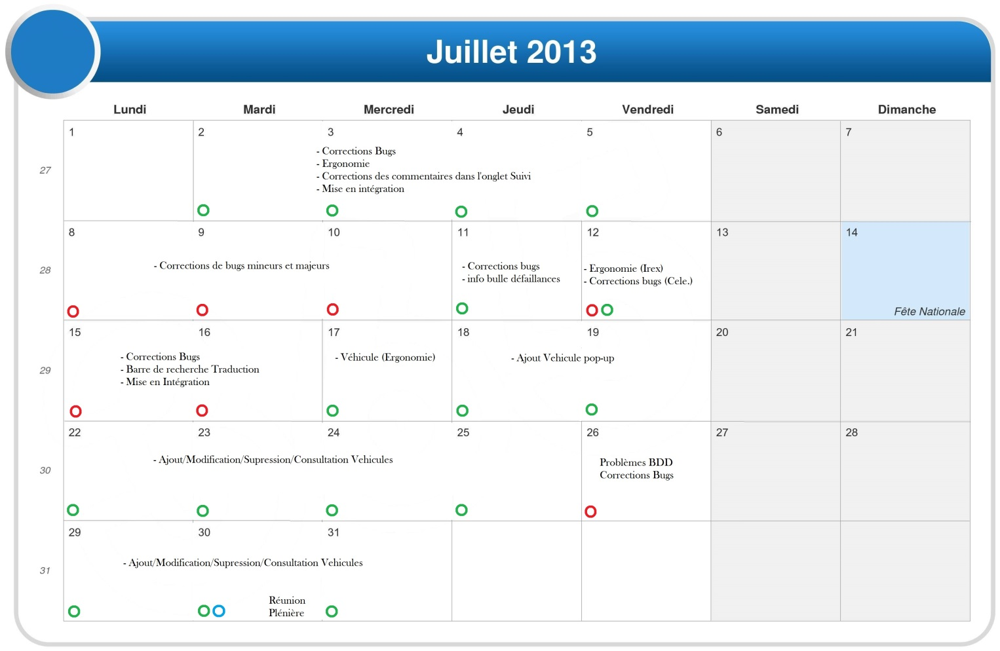 Juillet 2013
Lundi
Mardi
Mercredi
Jeudi
Vendredi
Samedi
Dimanche
27
1
2
3
4
5
6
7
- Corrections Bugs
- Ergonomie
- Corrections des commentaires dans l'onglet Suivi
- Mise en intégration
28
8
9
10
11
12
13
14
- Corrections de bugs mineurs et majeurs
- Corrections bugs
- info bulle défaillances
- Ergonomie (Irex)
- Corrections bugs (Cele.)
Fête Nationale
29
15
16
17
18
19
20
21
- Corrections Bugs
- Barre de recherche Traduction
- Mise en Intégration
- Véhicule (Ergonomie)
- Ajout Vehicule pop-up
30
22
23
24
25
26
27
28
- Ajout/Modification/Supression/Consultation Vehicules
Problèmes BDD
Corrections Bugs
31
29
30
31
- Ajout/Modification/Supression/Consultation Vehicules
Réunion
Plénière